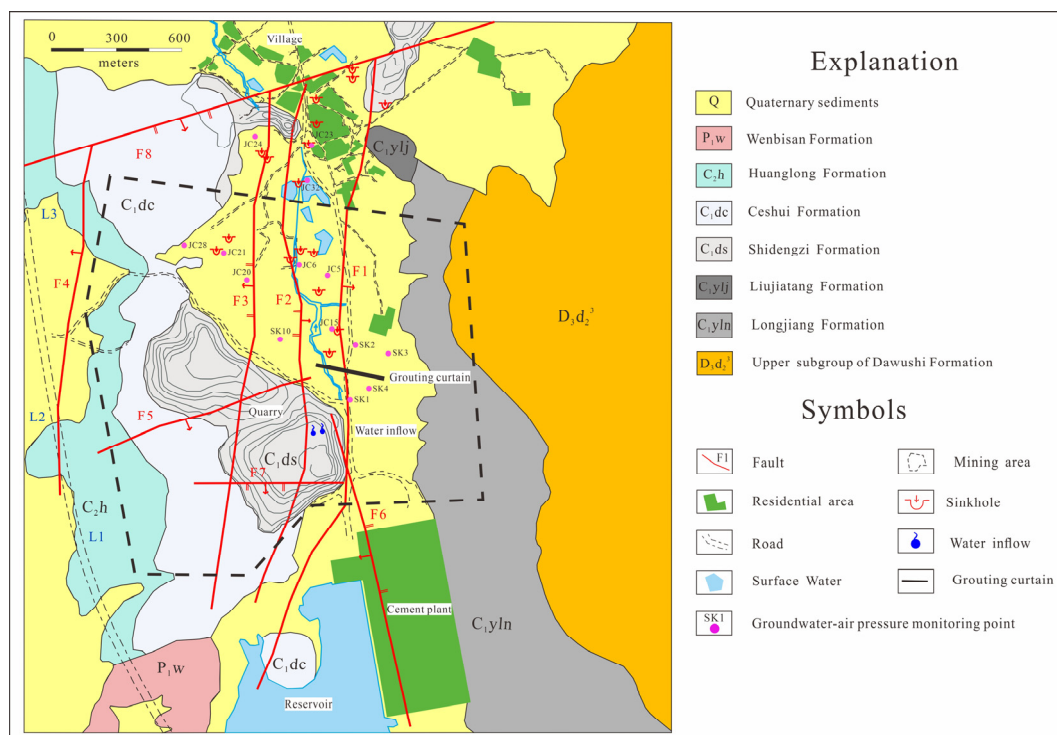 0 300 600
meters
Village
JC23
JC24
C₁ylj
F8
JC32
C₁dc
L3
JC28
JC21
JC6
JC5
F4
JC20
F1
F3
F2
D₃d₂³
JC15
SK10
SK2
SK3
Grouting curtain
SK4
SK1
L2
F5
Quarry
Water inflow
C₁ds
F7
C₂h
F6
L1
Cement plant
C₁yln
P₁w
C₁dc
Reservoir
Explanation
Q Quaternary sediments
P₁w Wenbisan Formation
C₂h Huanglong Formation
C₁dc Ceshui Formation
C₁ds Shidengzi Formation
C₁ylj Liujiatang Formation
C₁yln Longjiang Formation
D₃d₂³ Upper subgroup of Dawushi Formation
Symbols
F1 Fault
Mining area
Residential area
Sinkhole
Road
Water inflow
Surface Water
Grouting curtain
SK1 Groundwater-air pressure monitoring point